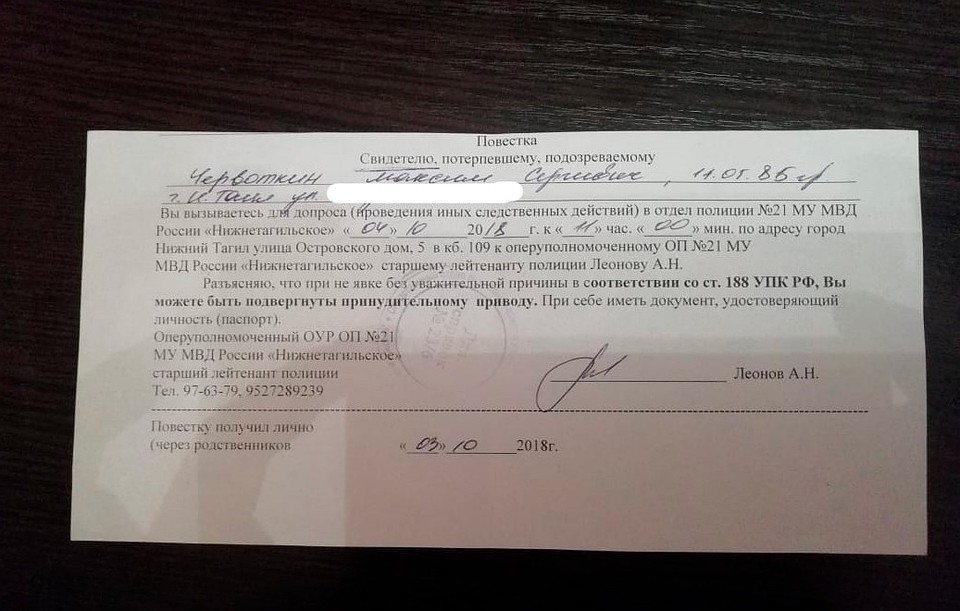 Повестка
Свидетелю, потерпевшему, подозреваемому
Червоткин Максим Сергеевич, 11.07.86 гр
г. Н. Тагил ул.
Вы вызываетесь для допроса (проведения иных следственных действий) в отдел полиции №21 МУ МВД
России «Нижнетагильское» «04» 10 2018 г. к «11» час. «00» мин. по адресу город
Нижний Тагил улица Островского дом, 5 в кб. 109 к оперуполномоченному ОП №21 МУ
МВД России «Нижнетагильское» старшему лейтенанту полиции Леонову А.Н.
Разъясняю, что при не явке без уважительной причины в соответствии со ст. 188 УПК РФ, Вы
можете быть подвергнуты принудительному приводу. При себе иметь документ, удостоверяющий
личность (паспорт).
Оперуполномоченный ОУР ОП №21
МУ МВД России «Нижнетагильское»
старший лейтенант полиции
Тел. 97-63-79, 9527289239
Леонов А.Н.
Повестку получил лично
(через родственников «03» 10 2018г.